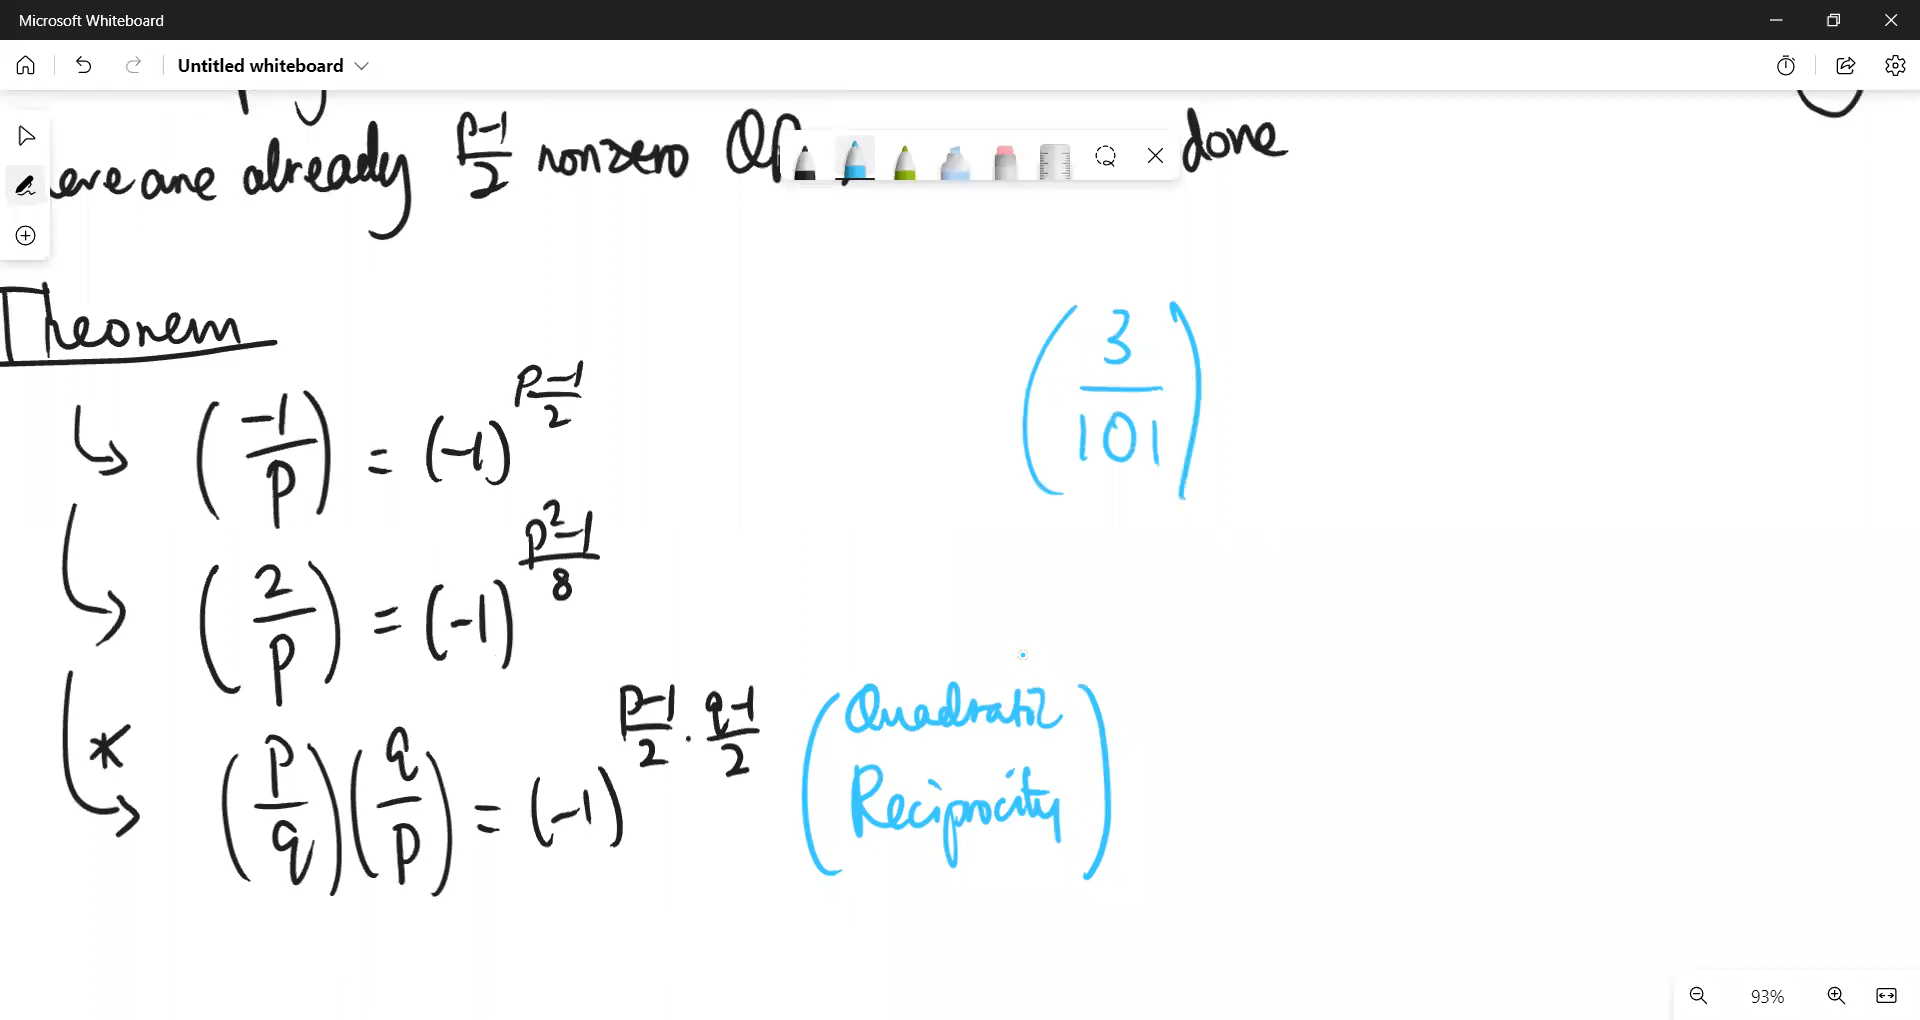 Microsoft Whiteboard
Untitled whiteboard
ere are already p-1/2 nonzero done
Theorem
(-1/p) = (-1)^(p-1)/2
(3/101)
(2/p) = (-1)^(p²-1)/8
* (p/q)(q/p) = (-1)^(p-1)/2 · (q-1)/2
(Quadratic
Reciprocity)
93%